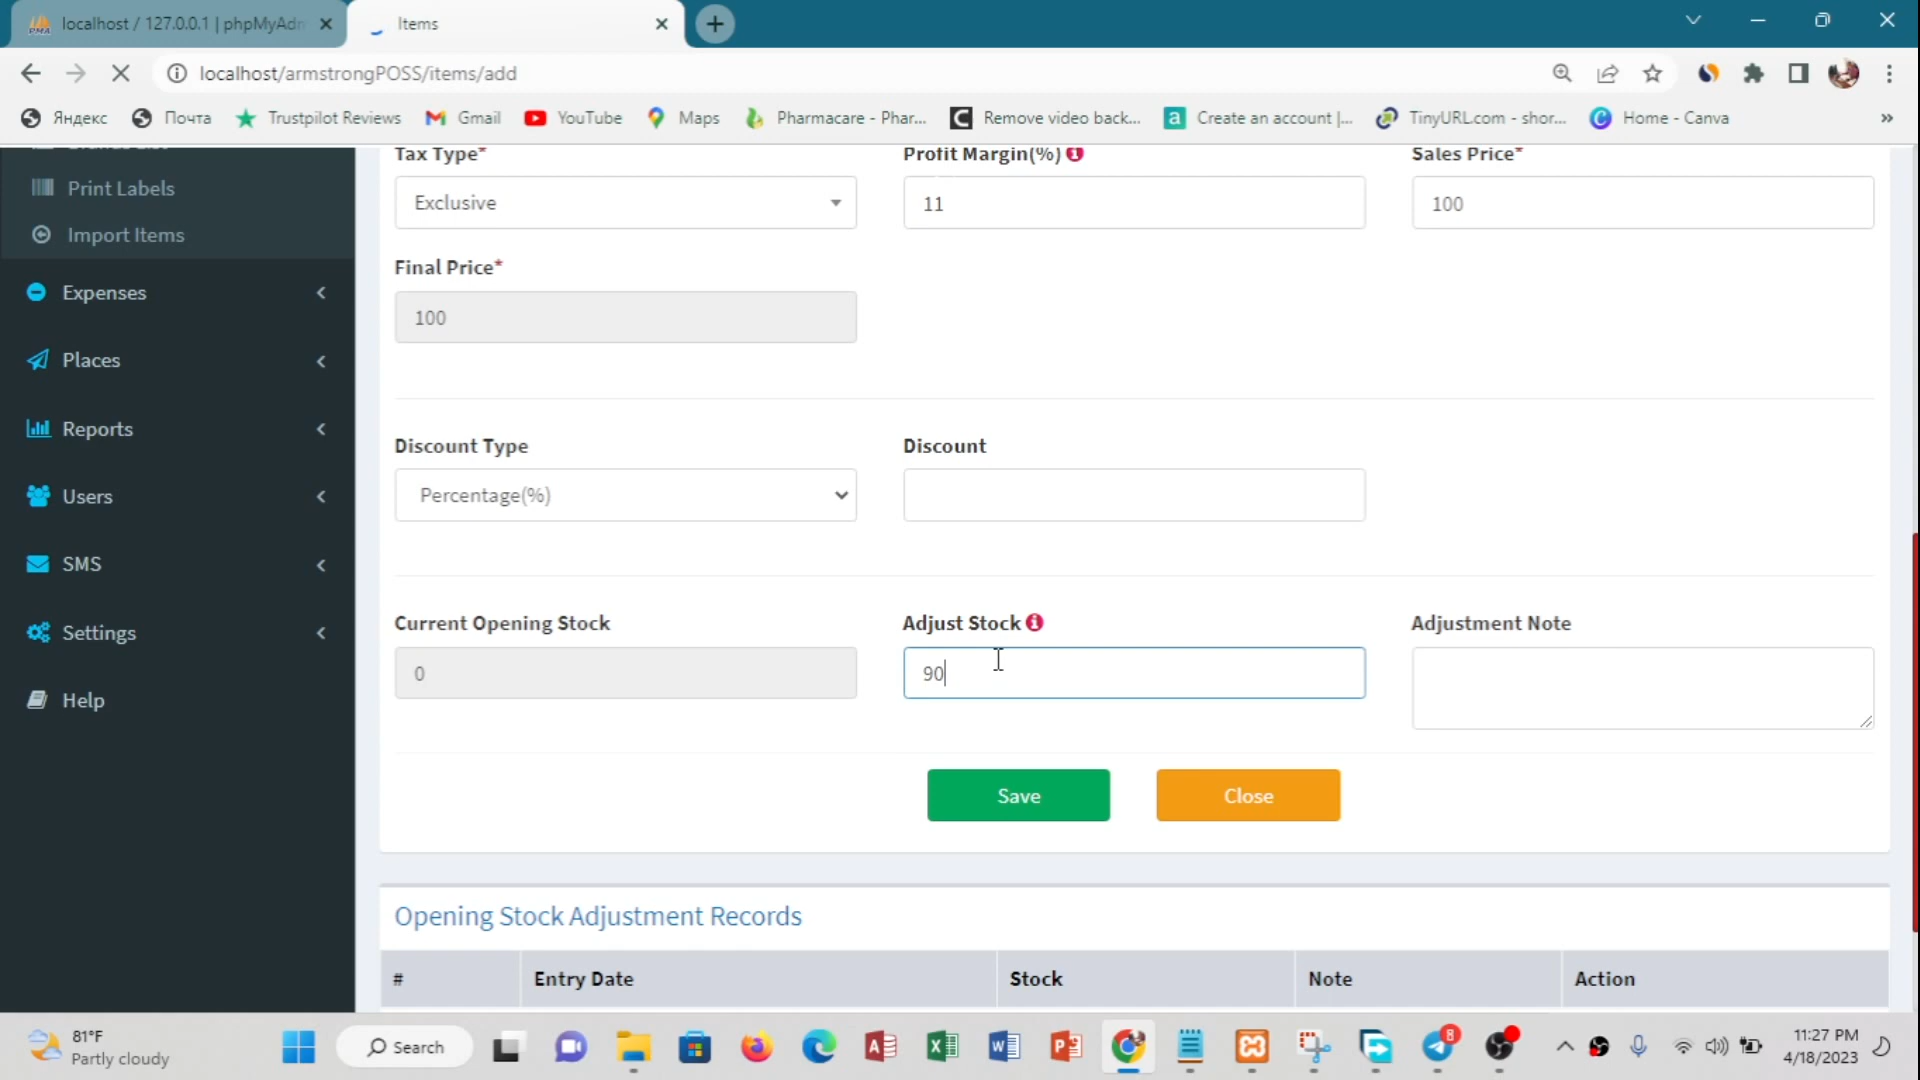 localhost / 127.0.0.1 | phpMyAdm
Items
localhost/armstrongPOSS/items/add
Яндекс
Почта
Trustpilot Reviews
Gmail
YouTube
Maps
Pharmacare - Phar...
Remove video back...
Create an account |...
TinyURL.com - shor...
Home - Canva
»
Tax Type*
Profit Margin(%)
Sales Price*
Print Labels
Exclusive
11
100
Import Items
Final Price*
Expenses
100
Places
Reports
Discount Type
Discount
Users
Percentage(%)
SMS
Current Opening Stock
Adjust Stock
Adjustment Note
Settings
0
90
Help
Save
Close
Opening Stock Adjustment Records
#
Entry Date
Stock
Note
Action
81°F
Partly cloudy
Search
8
11:27 PM
4/18/2023